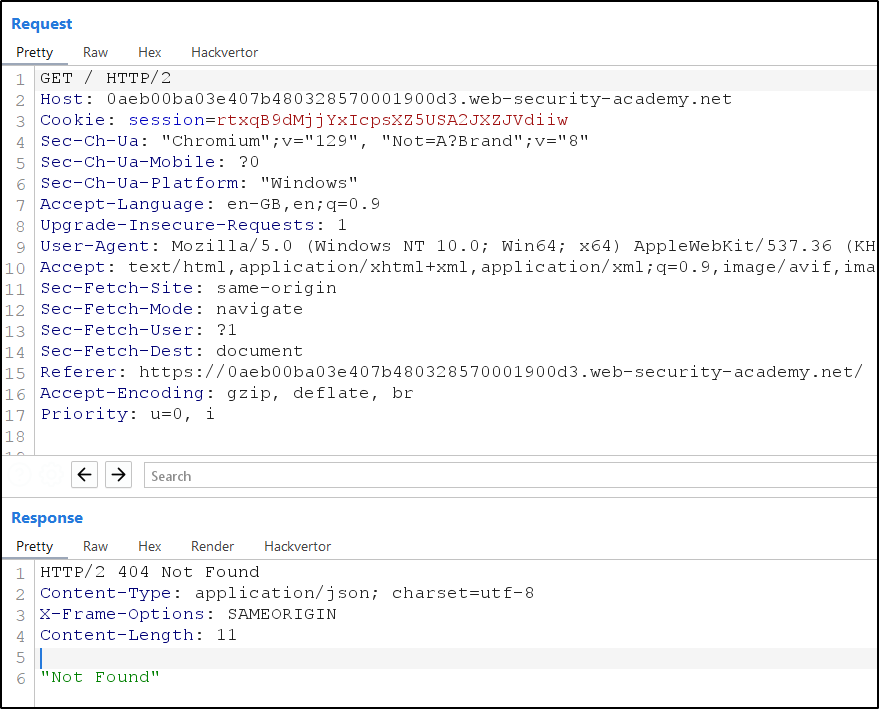 Request
Pretty Raw Hex Hackvertor
1 GET / HTTP/2
2 Host: 0aeb00ba03e407b480328570001900d3.web-security-academy.net
3 Cookie: session=rtxqB9dMjjYxIcpsXZ5USA2JXZJVdiiw
4 Sec-Ch-Ua: "Chromium";v="129", "Not=A?Brand";v="8"
5 Sec-Ch-Ua-Mobile: ?0
6 Sec-Ch-Ua-Platform: "Windows"
7 Accept-Language: en-GB,en;q=0.9
8 Upgrade-Insecure-Requests: 1
9 User-Agent: Mozilla/5.0 (Windows NT 10.0; Win64; x64) AppleWebKit/537.36 (KH
10 Accept: text/html,application/xhtml+xml,application/xml;q=0.9,image/avif,ima
11 Sec-Fetch-Site: same-origin
12 Sec-Fetch-Mode: navigate
13 Sec-Fetch-User: ?1
14 Sec-Fetch-Dest: document
15 Referer: https://0aeb00ba03e407b480328570001900d3.web-security-academy.net/
16 Accept-Encoding: gzip, deflate, br
17 Priority: u=0, i
18
Search
Response
Pretty Raw Hex Render Hackvertor
1 HTTP/2 404 Not Found
2 Content-Type: application/json; charset=utf-8
3 X-Frame-Options: SAMEORIGIN
4 Content-Length: 11
5
6 "Not Found"